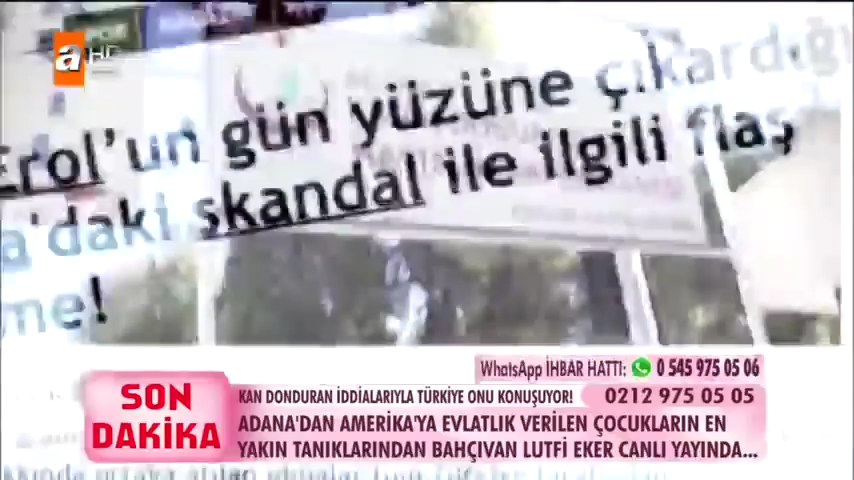 a HD
Erol'un gün yüzüne çıkardığı
a'daki skandal ile ilgili flaş
me!
WhatsApp İHBAR HATTI: 0 545 975 05 06
SON DAKİKA
KAN DONDURAN İDDİALARIYLA TÜRKİYE ONU KONUŞUYOR!
0212 975 05 05
ADANA'DAN AMERİKA'YA EVLATLIK VERİLEN ÇOCUKLARIN EN
YAKIN TANIKLARINDAN BAHÇIVAN LUTFİ EKER CANLI YAYINDA...